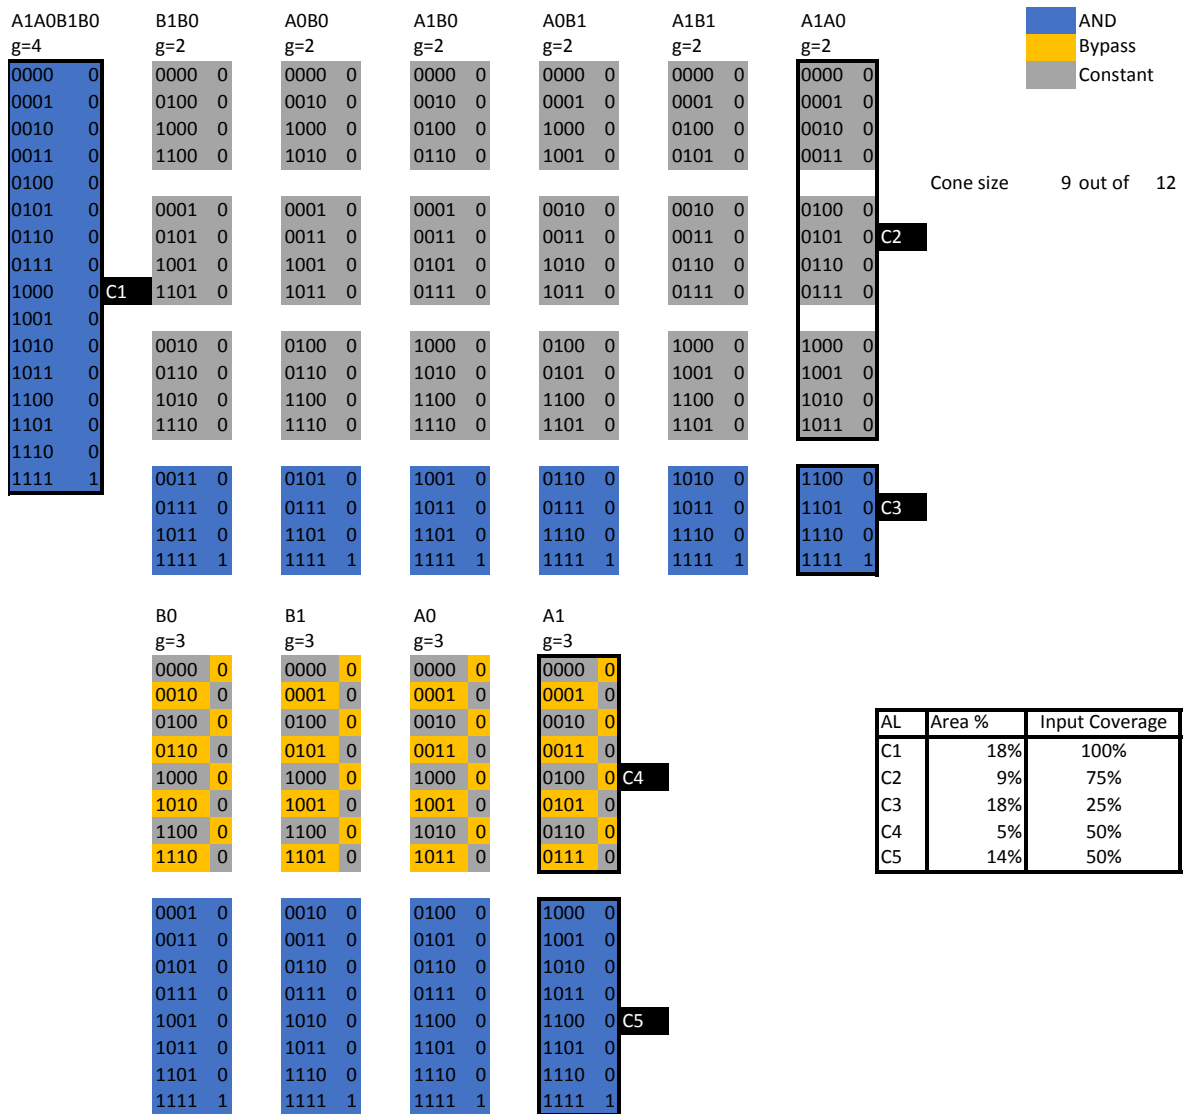 A1A0B1B0 B1B0 A0B0 A1B0 A0B1 A1B1 A1A0 AND
g=4 g=2 g=2 g=2 g=2 g=2 g=2 Bypass
0000 0 0000 0 0000 0 0000 0 0000 0 0000 0 0000 0 Constant
0001 0 0100 0 0010 0 0010 0 0001 0 0001 0 0001 0
0010 0 1000 0 1000 0 0100 0 1000 0 0100 0 0010 0
0011 0 1100 0 1010 0 0110 0 1001 0 0101 0 0011 0
0100 0 Cone size 9 out of 12
0101 0 0001 0 0001 0 0001 0 0010 0 0010 0 0100 0
0110 0 0101 0 0011 0 0011 0 0011 0 0011 0 0101 0 C2
0111 0 1001 0 1001 0 0101 0 1010 0 0110 0 0110 0
1000 0 C1 1101 0 1011 0 0111 0 1011 0 0111 0 0111 0
1001 0
1010 0 0010 0 0100 0 1000 0 0100 0 1000 0 1000 0
1011 0 0110 0 0110 0 1010 0 0101 0 1001 0 1001 0
1100 0 1010 0 1100 0 1100 0 1100 0 1100 0 1010 0
1101 0 1110 0 1110 0 1110 0 1101 0 1101 0 1011 0
1110 0
1111 1 0011 0 0101 0 1001 0 0110 0 1010 0 1100 0
0111 0 0111 0 1011 0 0111 0 1011 0 1101 0 C3
1011 0 1101 0 1101 0 1110 0 1110 0 1110 0
1111 1 1111 1 1111 1 1111 1 1111 1 1111 1
B0 B1 A0 A1
g=3 g=3 g=3 g=3
0000 0 0000 0 0000 0 0000 0
0010 0 0001 0 0001 0 0001 0
0100 0 0100 0 0010 0 0010 0 AL Area % Input Coverage
0110 0 0101 0 0011 0 0011 0 C1 18% 100%
1000 0 1000 0 1000 0 0100 0 C4 C2 9% 75%
1010 0 1001 0 1001 0 0101 0 C3 18% 25%
1100 0 1100 0 1010 0 0110 0 C4 5% 50%
1110 0 1101 0 1011 0 0111 0 C5 14% 50%
0001 0 0010 0 0100 0 1000 0
0011 0 0011 0 0101 0 1001 0
0101 0 0110 0 0110 0 1010 0
0111 0 0111 0 0111 0 1011 0
1001 0 1010 0 1100 0 1100 0 C5
1011 0 1011 0 1101 0 1101 0
1101 0 1110 0 1110 0 1110 0
1111 1 1111 1 1111 1 1111 1